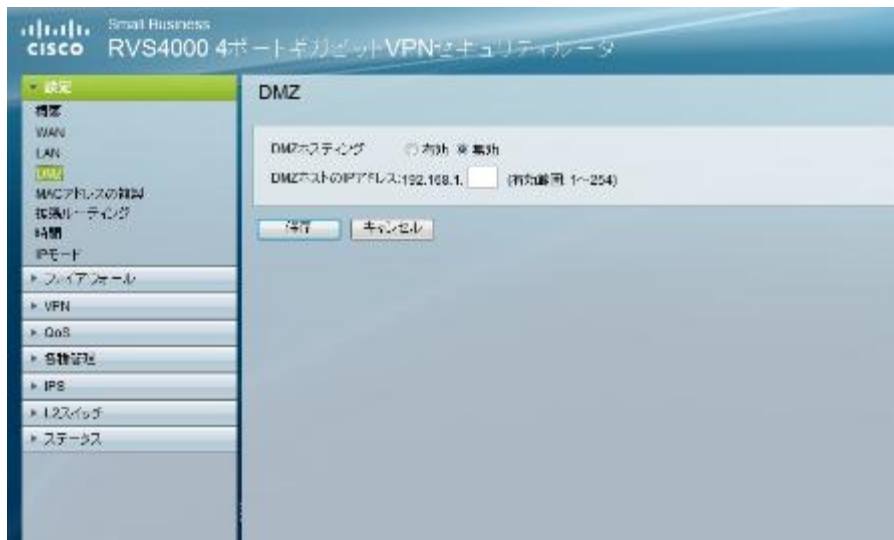 Small Business
CISCO RVS4000 4ポートギガビットVPNセキュリティルータ
設定
概要
WAN
LAN
DMZ
MACアドレスの複製
拡張ルーティング
時間
IPモード
ファイアウォール
VPN
QoS
各種管理
IPS
L2スイッチ
ステータス
DMZ
DMZホスティング 有効 無効
DMZホストのIPアドレス:192.168.1. (有効範囲: 1~254)
保存 キャンセル